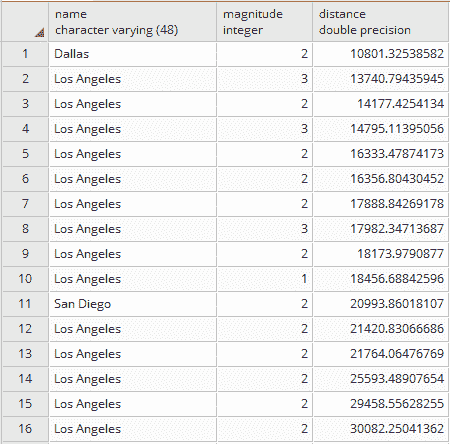 name magnitude distance
character varying (48) integer double precision
1 Dallas 2 10801.32538582
2 Los Angeles 3 13740.79435945
3 Los Angeles 2 14177.4254134
4 Los Angeles 3 14795.11395056
5 Los Angeles 2 16333.47874173
6 Los Angeles 2 16356.80430452
7 Los Angeles 2 17888.84269178
8 Los Angeles 3 17982.34713687
9 Los Angeles 2 18173.9790877
10 Los Angeles 1 18456.68842596
11 San Diego 2 20993.86018107
12 Los Angeles 2 21420.83066686
13 Los Angeles 2 21764.06476769
14 Los Angeles 2 25593.48907654
15 Los Angeles 2 29458.55628255
16 Los Angeles 2 30082.25041362